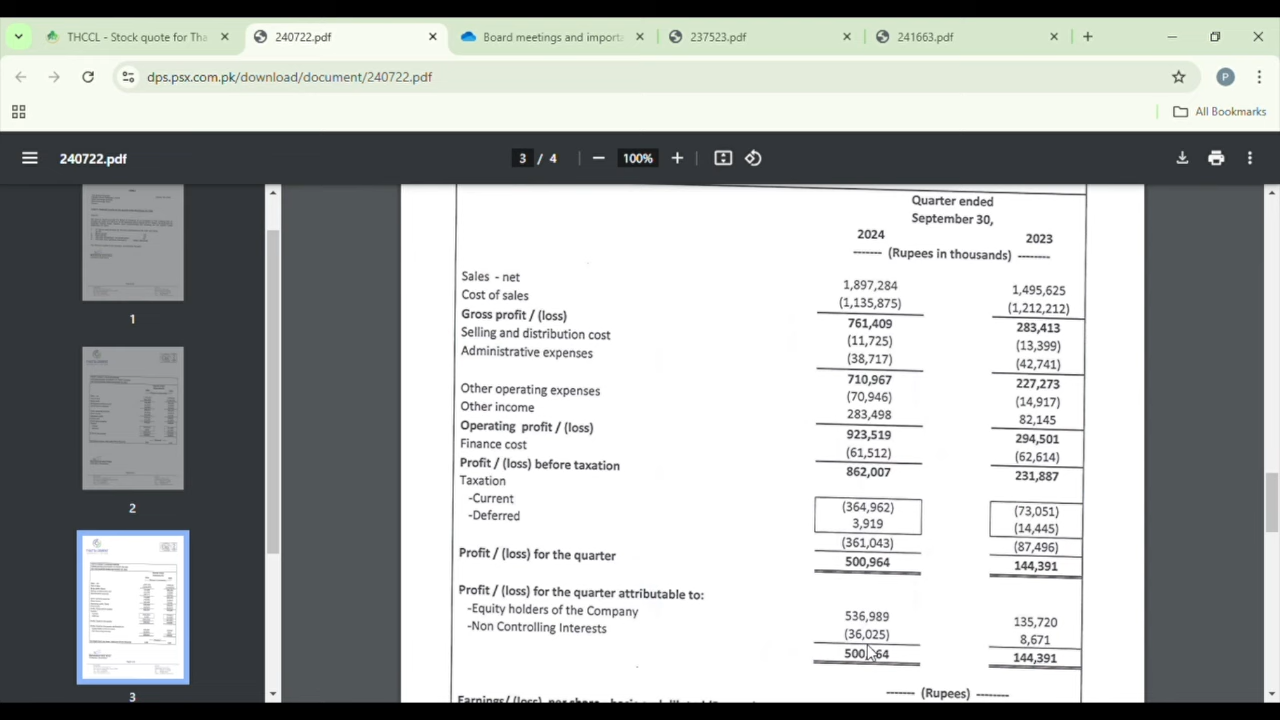 THCCL - Stock quote for Tha
240722.pdf
Board meetings and importa
237523.pdf
241663.pdf
dps.psx.com.pk/download/document/240722.pdf
P
All Bookmarks
240722.pdf
3 / 4
100%
1
2
3
Quarter ended
September 30,
2024 2023
------ (Rupees in thousands) --------
Sales - net 1,897,284 1,495,625
Cost of sales (1,135,875) (1,212,212)
Gross profit / (loss) 761,409 283,413
Selling and distribution cost (11,725) (13,399)
Administrative expenses (38,717) (42,741)
710,967 227,273
Other operating expenses (70,946) (14,917)
Other income 283,498 82,145
Operating profit / (loss) 923,519 294,501
Finance cost (61,512) (62,614)
Profit / (loss) before taxation 862,007 231,887
Taxation
-Current (364,962) (73,051)
-Deferred 3,919 (14,445)
(361,043) (87,496)
Profit / (loss) for the quarter 500,964 144,391
Profit / (loss) for the quarter attributable to:
-Equity holders of the Company 536,989 135,720
-Non Controlling Interests (36,025) 8,671
500,964 144,391
------ (Rupees) --------